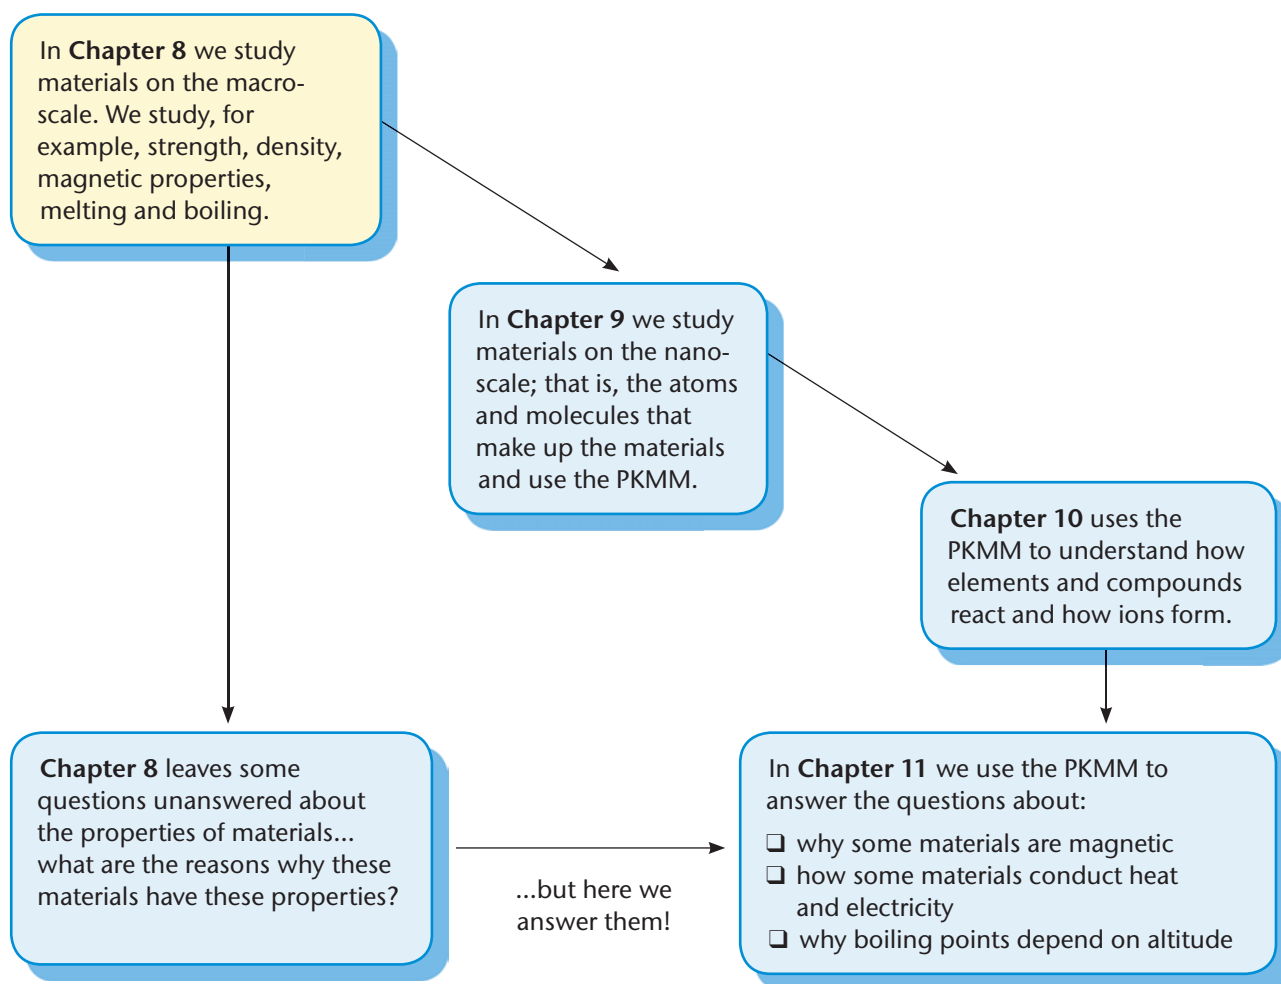 In Chapter 8 we study
materials on the macro-
scale. We study, for
example, strength, density,
magnetic properties,
melting and boiling.
In Chapter 9 we study
materials on the nano-
scale; that is, the atoms
and molecules that
make up the materials
and use the PKMM.
Chapter 10 uses the
PKMM to understand how
elements and compounds
react and how ions form.
Chapter 8 leaves some
questions unanswered about
the properties of materials...
what are the reasons why these
materials have these properties?
...but here we
answer them!
In Chapter 11 we use the PKMM to
answer the questions about:
❑ why some materials are magnetic
❑ how some materials conduct heat
and electricity
❑ why boiling points depend on altitude